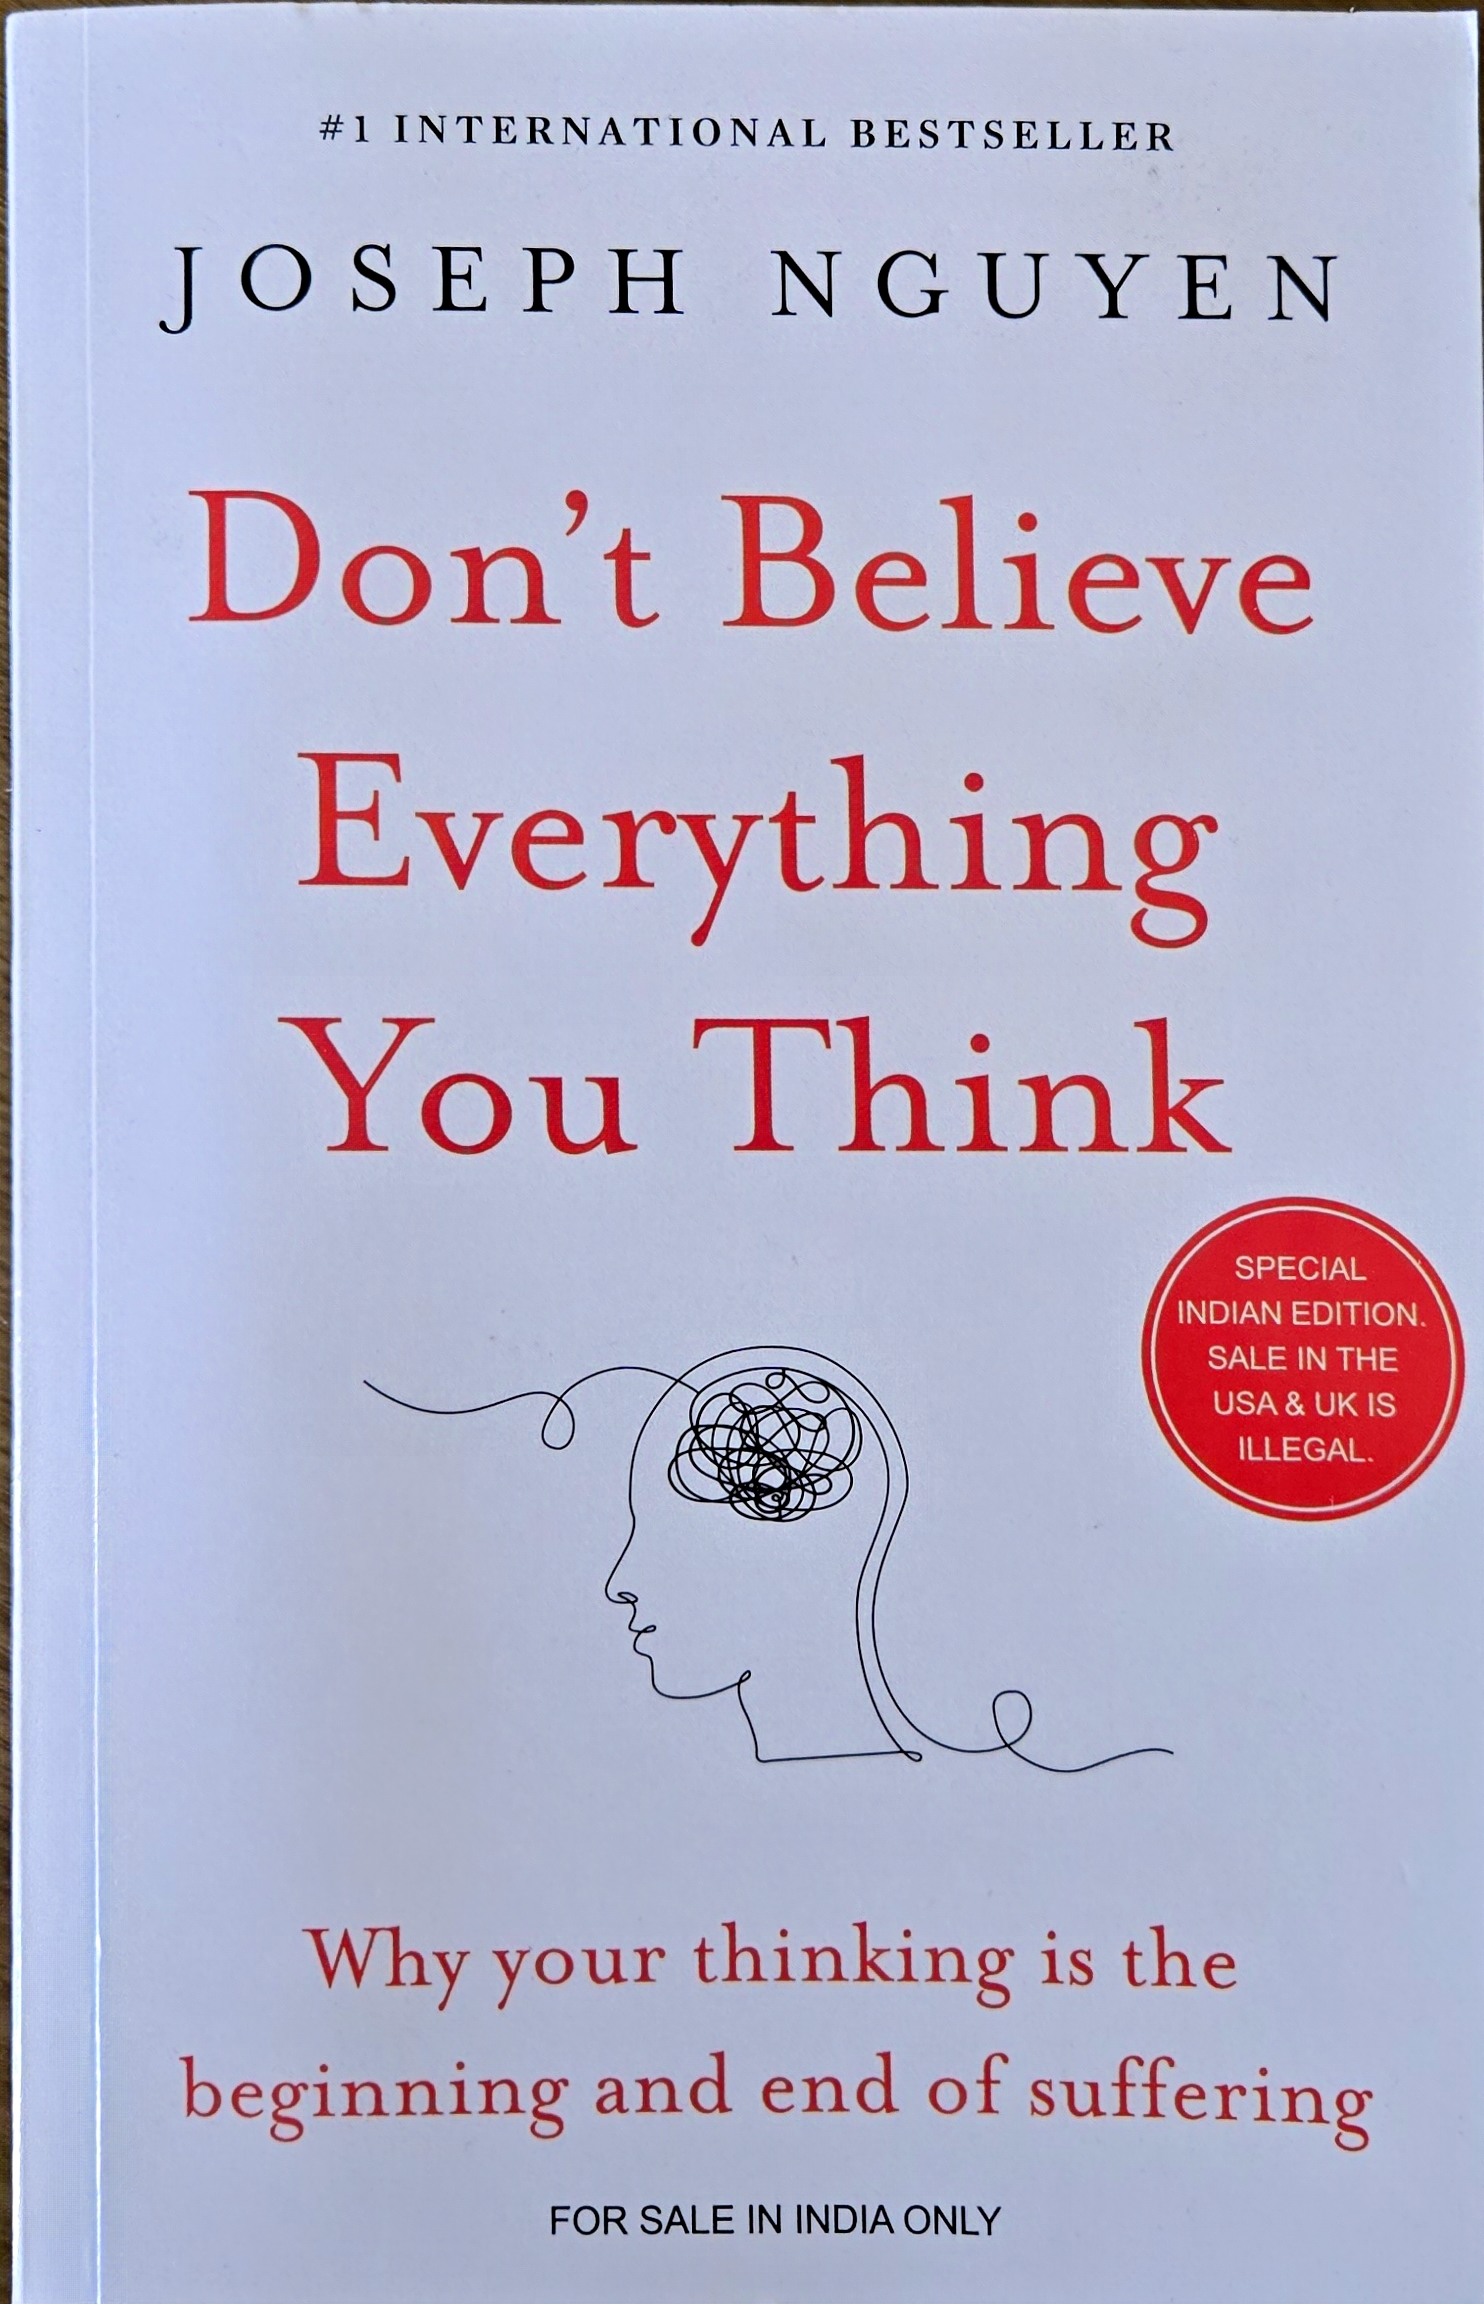 #1 INTERNATIONAL BESTSELLER
JOSEPH NGUYEN
Don't Believe
Everything
You Think
SPECIAL
INDIAN EDITION.
SALE IN THE
USA & UK IS
ILLEGAL.
Why your thinking is the
beginning and end of suffering
FOR SALE IN INDIA ONLY